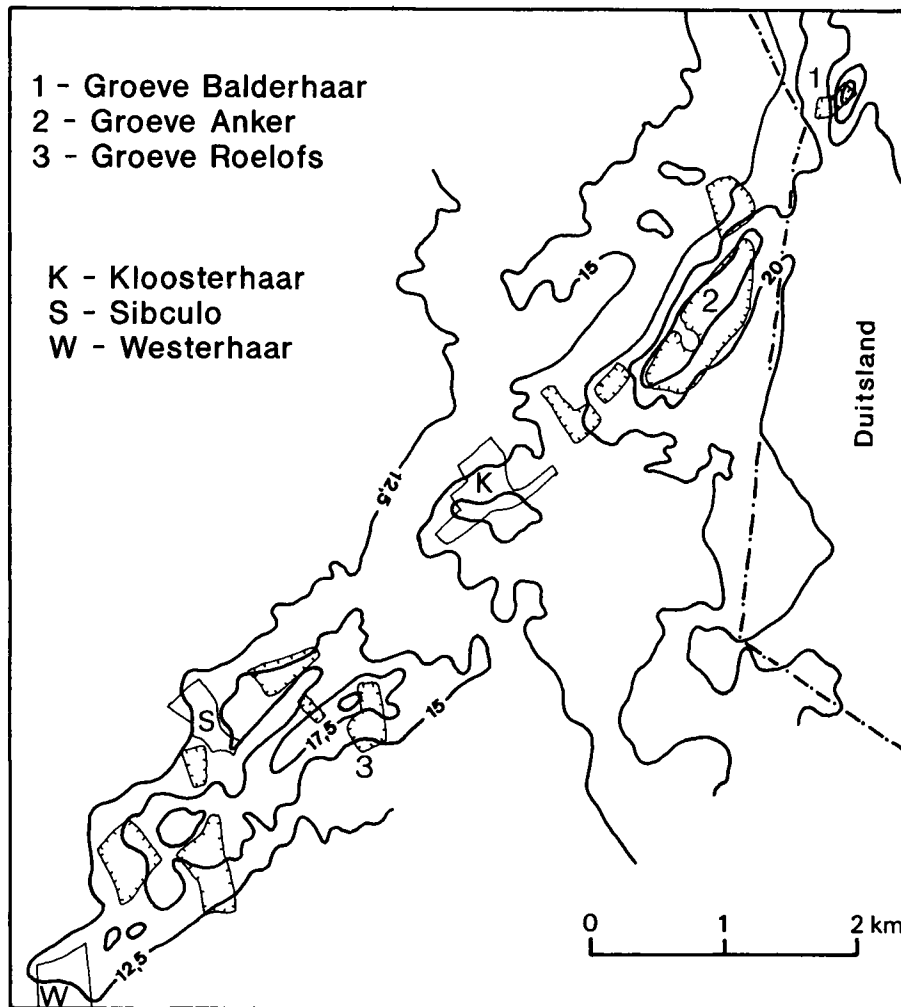 1 - Groeve Balderhaar
2 - Groeve Anker
3 - Groeve Roelofs
K - Kloosterhaar
S - Sibculo
W - Westerhaar
1
15
20
2
Duitsland
12,5
K
S
17,5
15
3
0 1 2 km
12,5
W